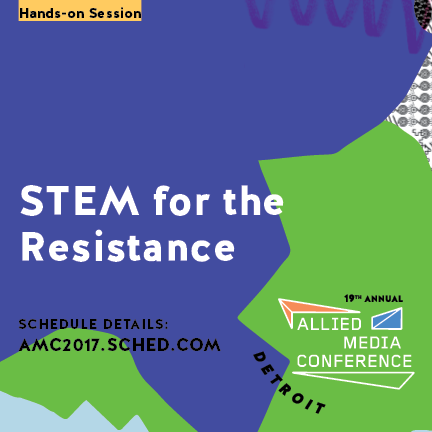 Hands-on Session
STEM for the
Resistance
19TH ANNUAL
ALLIED
MEDIA
CONFERENCE
SCHEDULE DETAILS:
AMC2017.SCHED.COM
DETROIT